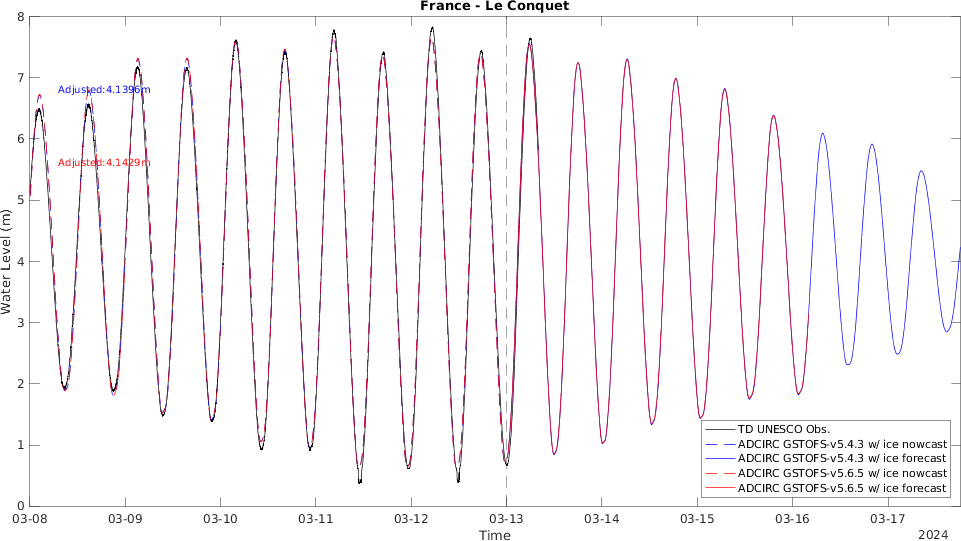 France - Le Conquet
8
7
6
5
4
3
2
1
0
Water Level (m)
Adjusted:4.1396m
Adjusted:4.1429m
TD UNESCO Obs.
ADCIRC GSTOFS-v5.4.3 w/ ice nowcast
ADCIRC GSTOFS-v5.4.3 w/ ice forecast
ADCIRC GSTOFS-v5.6.5 w/ ice nowcast
ADCIRC GSTOFS-v5.6.5 w/ ice forecast
03-08 03-09 03-10 03-11 03-12 03-13 03-14 03-15 03-16 03-17
Time
2024